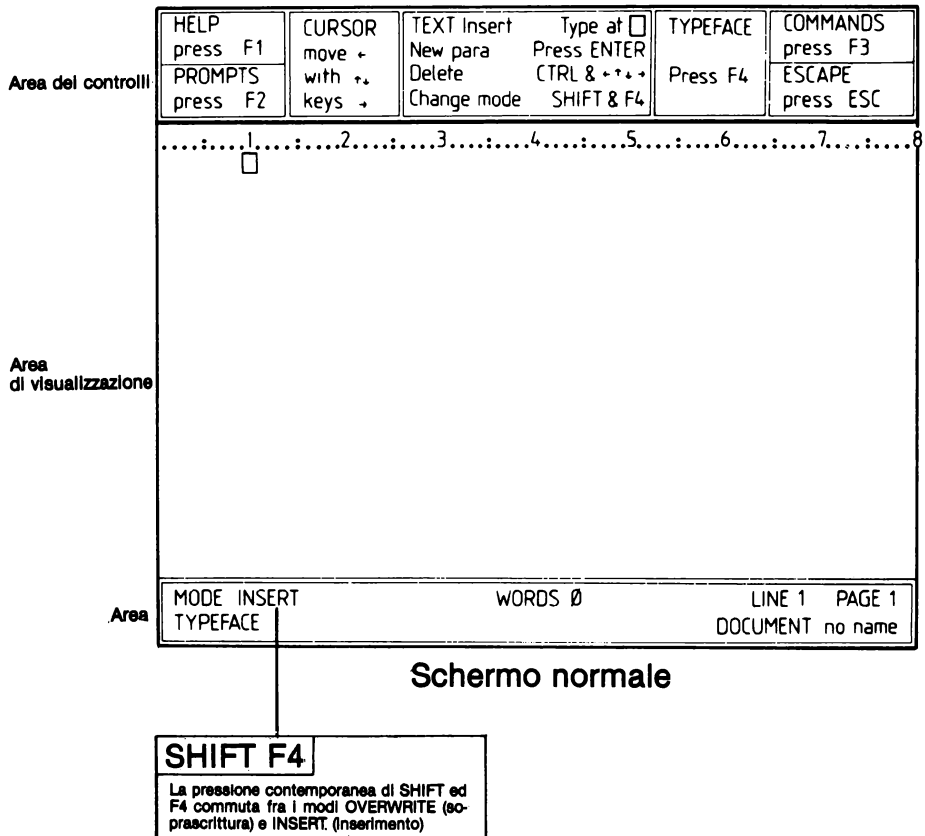 HELP
press F1
PROMPTS
press F2
CURSOR
move ←
with ↑↓
keys →
TEXT Insert Type at □
New para Press ENTER
Delete CTRL & ←↑↓→
Change mode SHIFT & F4
TYPEFACE
Press F4
COMMANDS
press F3
ESCAPE
press ESC
Area dei controlli
....:....1....:....2....:....3....:....4....:....5....:....6....:....7....:....8
Area
di visualizzazione
Area
MODE INSERT WORDS Ø LINE 1 PAGE 1
TYPEFACE DOCUMENT no name
Schermo normale
SHIFT F4
La pressione contemporanea di SHIFT ed
F4 commuta fra i modi OVERWRITE (so-
prascrittura) e INSERT. (inserimento)